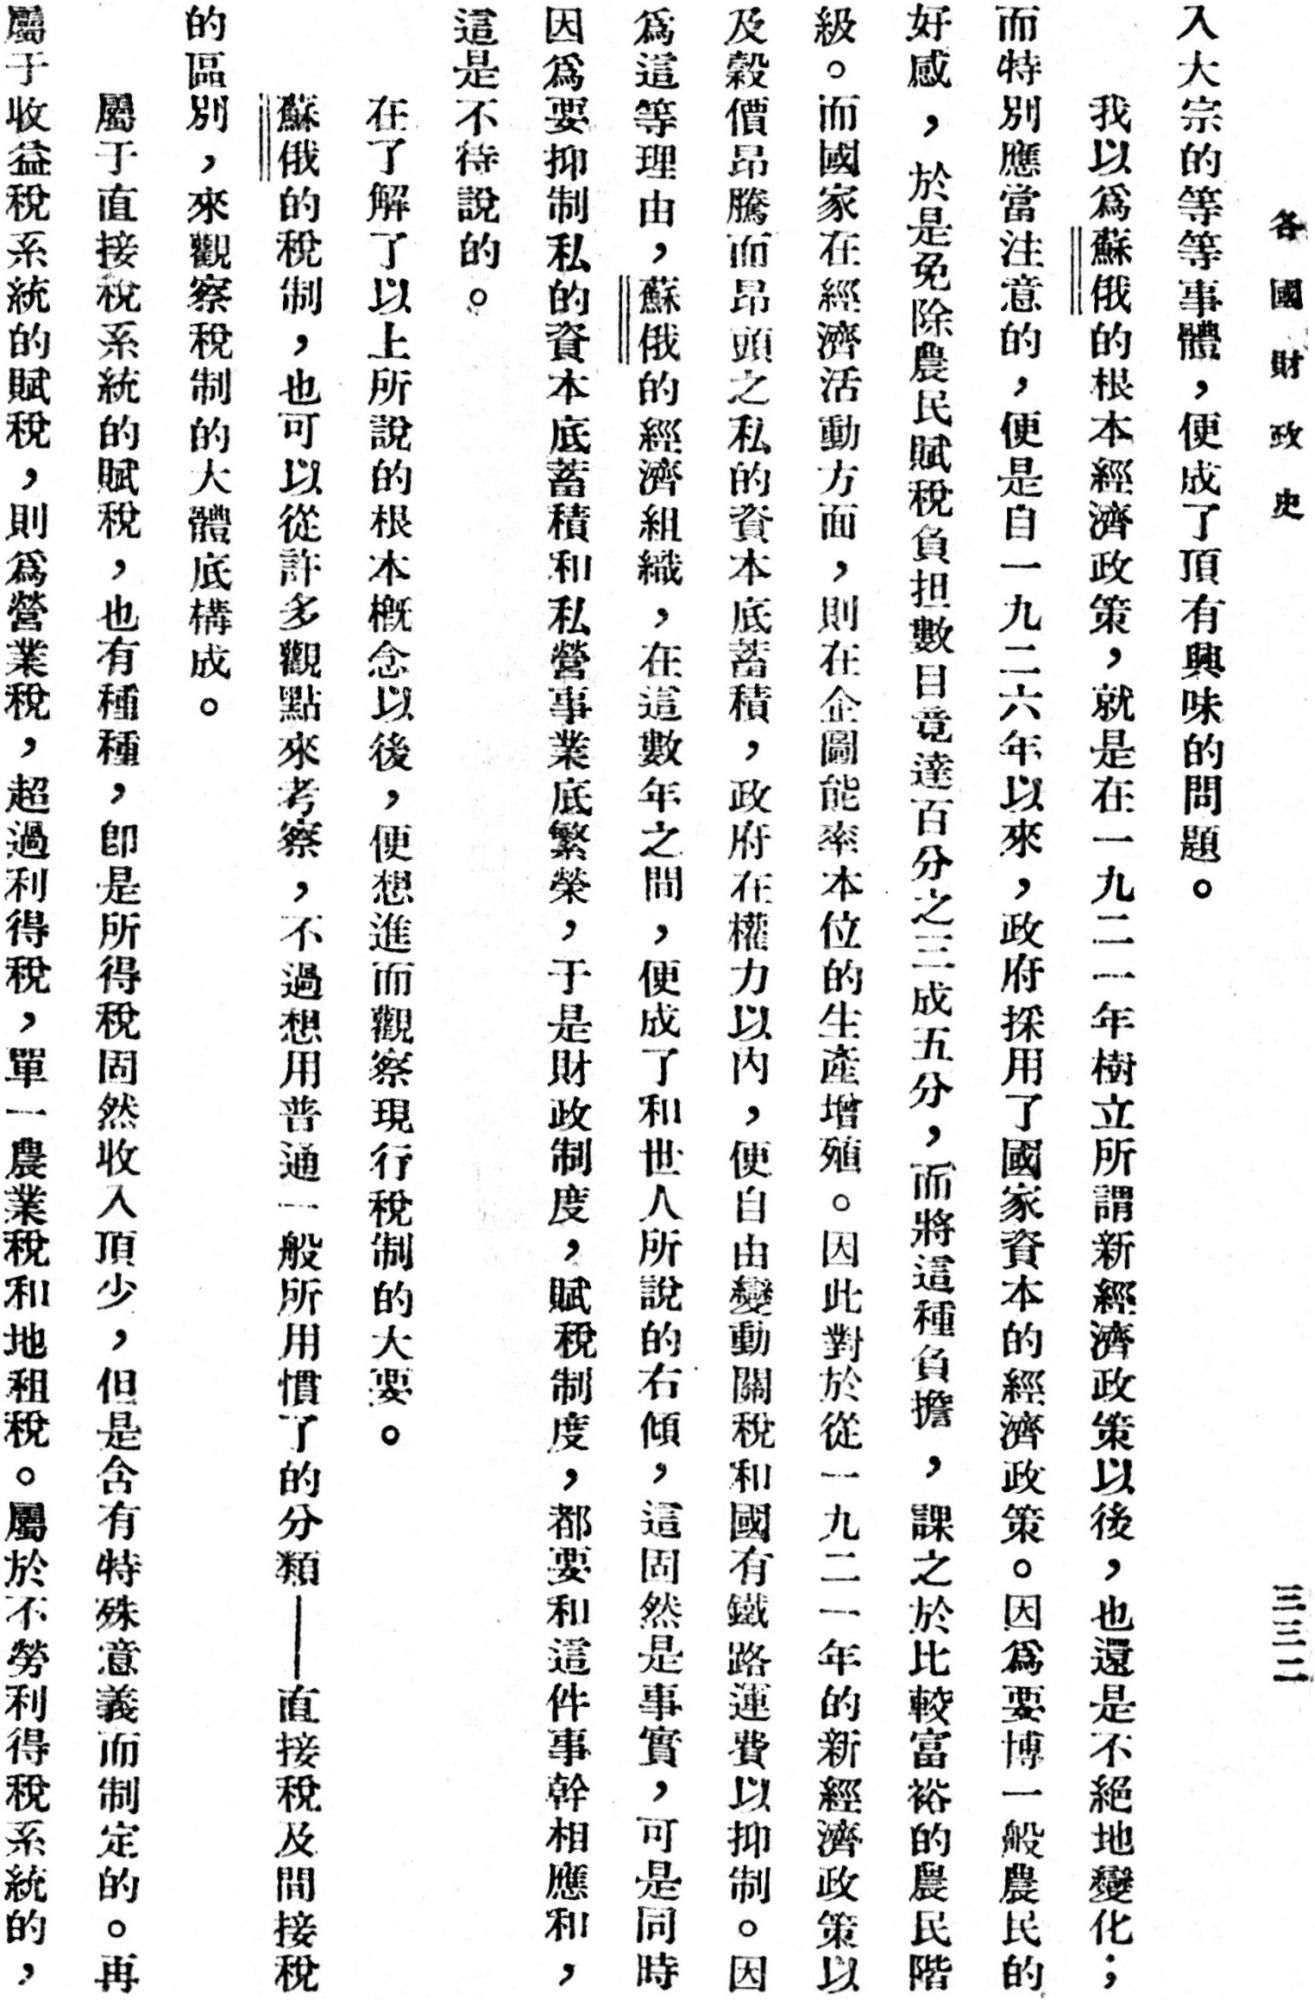 各國財政史
三三二
入大宗的等等事體，便成了頂有興味的問題。
我以爲蘇俄的根本經濟政策，就是在一九二一年樹立所謂新經濟政策以後，也還是不絕地變化；
而特別應當注意的，便是自一九二六年以來，政府採用了國家資本的經濟政策。因爲要博一般農民的
好感，於是免除農民賦稅負担數目竟達百分之三成五分，而將這種負擔，課之於比較富裕的農民階
級。而國家在經濟活動方面，則在企圖能率本位的生產增殖。因此對於從一九二一年的新經濟政策以
及穀價昂騰而昂頭之私的資本底蓄積，政府在權力以內，便自由變動關稅和國有鐵路運費以抑制。因
爲這等理由，蘇俄的經濟組織，在這數年之間，便成了和世人所說的右傾，這固然是事實，可是同時
因爲要抑制私的資本底蓄積和私營事業底繁榮，于是財政制度，賦稅制度，都要和這件事幹相應和，
這是不待說的。
在了解了以上所說的根本槪念以後，便想進而觀察現行稅制的大要。
蘇俄的稅制，也可以從許多觀點來考察，不過想用普通一般所用慣了的分類——直接稅及間接稅
的區別，來觀察稅制的大體底構成。
屬于直接稅系統的賦稅，也有種種，卽是所得稅固然收入頂少，但是含有特殊意義而制定的。再
屬于收益稅系統的賦稅，則爲營業稅，超過利得稅，單一農業稅和地租稅。屬於不勞利得稅系統的，